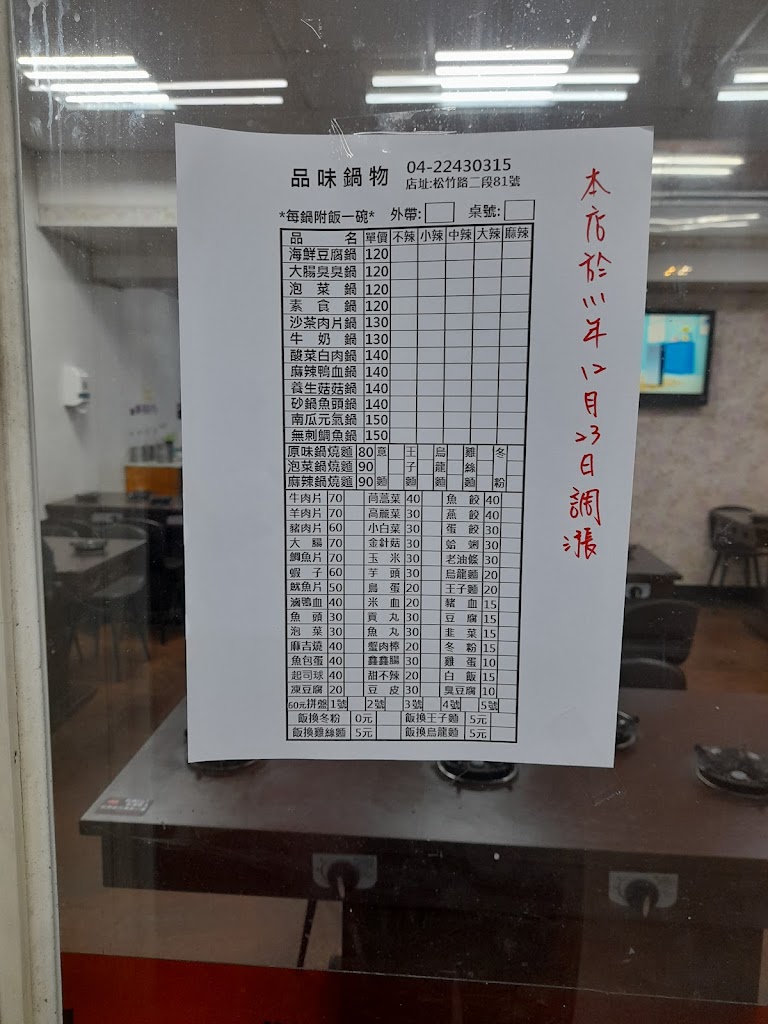 品味鍋物 04-22430315
店址:松竹路二段81號
*每鍋附飯一碗* 外帶: 桌號:
品名 單價 不辣 小辣 中辣 大辣 麻辣
海鮮豆腐鍋 120
大腸臭臭鍋 120
泡菜鍋 120
素食鍋 120
沙茶肉片鍋 130
牛奶鍋 130
酸菜白肉鍋 140
麻辣鴨血鍋 140
養生菇菇鍋 140
砂鍋魚頭鍋 140
南瓜元氣鍋 150
無刺鯛魚鍋 150
原味鍋燒麵 80 意麵 王子麵 烏龍麵 雞絲麵 冬粉
泡菜鍋燒麵 90
麻辣鍋燒麵 90
牛肉片 70 茼蒿菜 40 魚餃 40
羊肉片 70 高麗菜 30 燕餃 40
豬肉片 60 小白菜 30 蛋餃 30
大腸 70 金針菇 30 蛤蜊 30
鯛魚片 70 玉米 30 老油條 30
蝦子 60 芋頭 30 烏龍麵 20
魷魚片 50 鳥蛋 20 王子麵 20
滷鴨血 40 米血 20 豬血 15
魚頭 30 貢丸 30 豆腐 15
泡菜 30 魚丸 30 韭菜 15
麻吉燒 40 蟹肉棒 20 冬粉 15
魚包蛋 40 鑫鑫腸 30 雞蛋 10
起司球 40 甜不辣 20 白飯 15
凍豆腐 20 豆皮 30 臭豆腐 10
60元拼盤 1號 2號 3號 4號 5號
飯換冬粉 0元 飯換王子麵 5元
飯換雞絲麵 5元 飯換烏龍麵 5元
本店於111年12月23日調漲